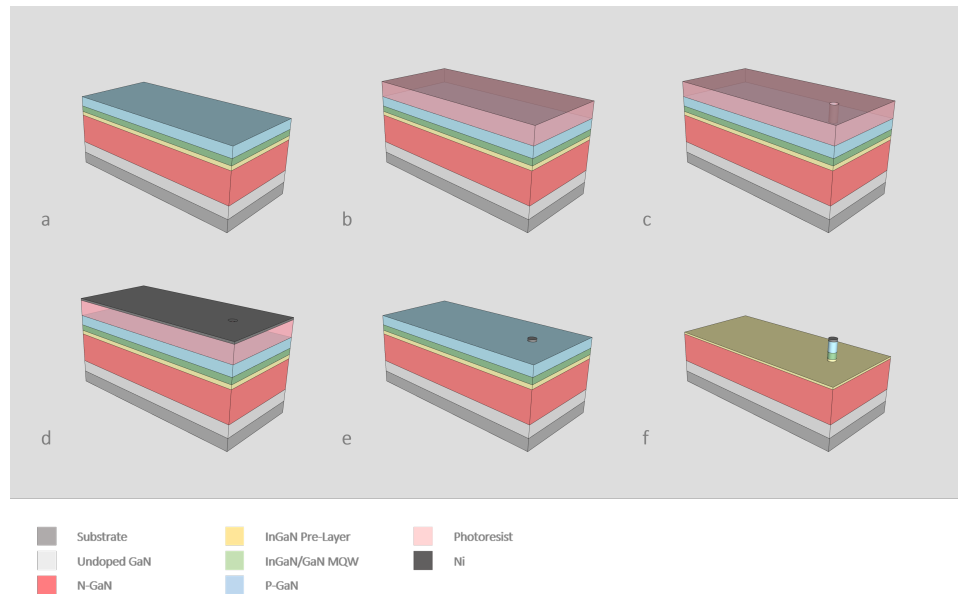 a
b
c
d
e
f
Substrate
InGaN Pre-Layer
Photoresist
Undoped GaN
InGaN/GaN MQW
Ni
N-GaN
P-GaN